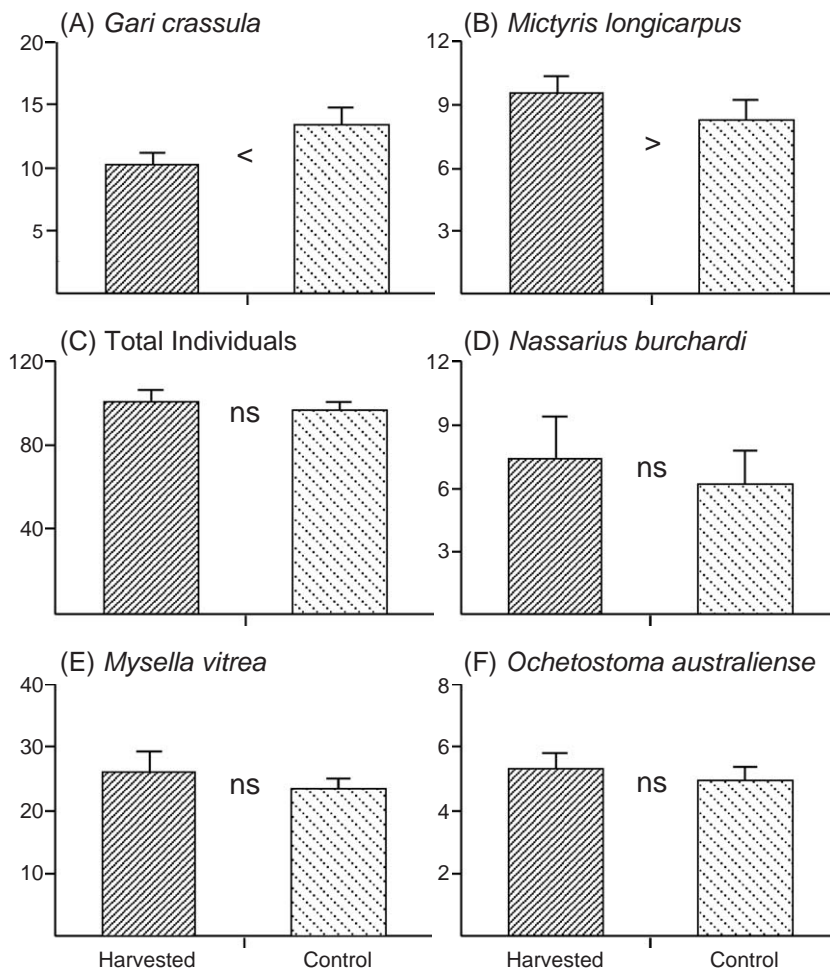 (A) Gari crassula
20
15
10
5
<
(B) Mictyris longicarpus
12
9
6
3
>
(C) Total Individuals
120
80
40
ns
(D) Nassarius burchardi
12
9
6
3
ns
(E) Mysella vitrea
40
30
20
10
ns
Harvested
Control
(F) Ochetostoma australiense
8
6
4
2
ns
Harvested
Control